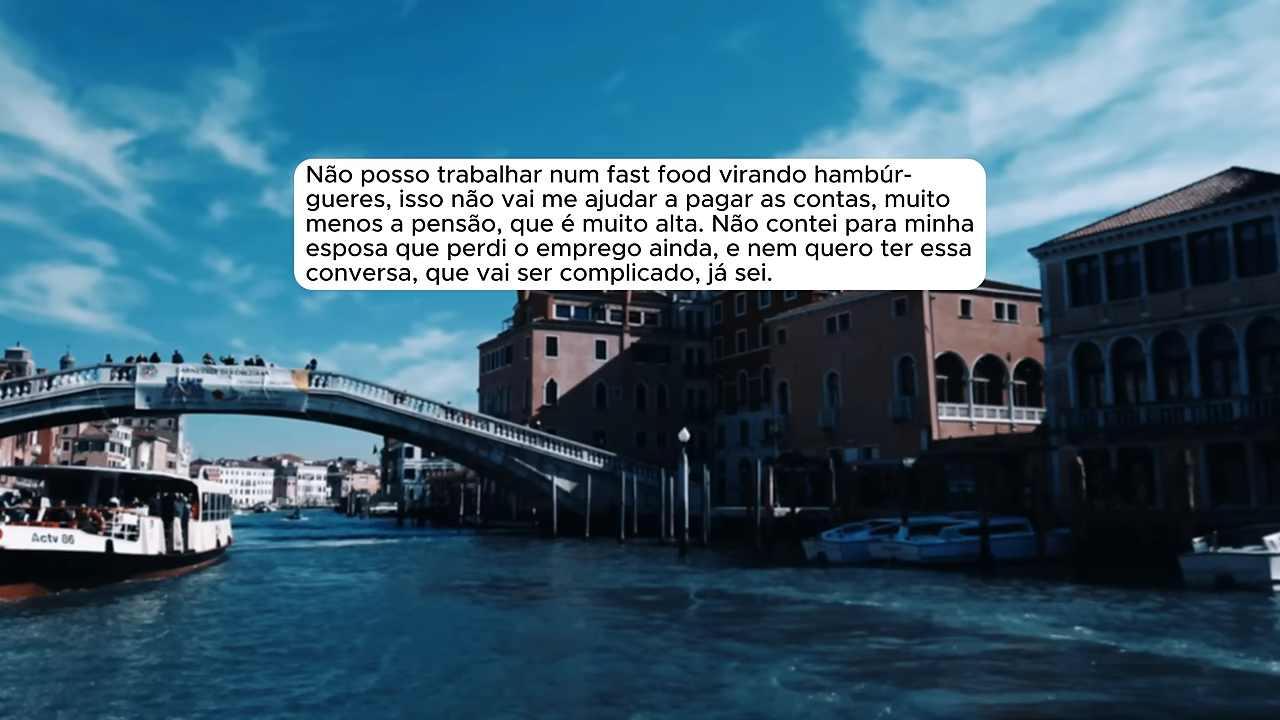 Não posso trabalhar num fast food virando hambúr-
gueres, isso não vai me ajudar a pagar as contas, muito
menos a pensão, que é muito alta. Não contei para minha
esposa que perdi o emprego ainda, e nem quero ter essa
conversa, que vai ser complicado, já sei.
Actv 86